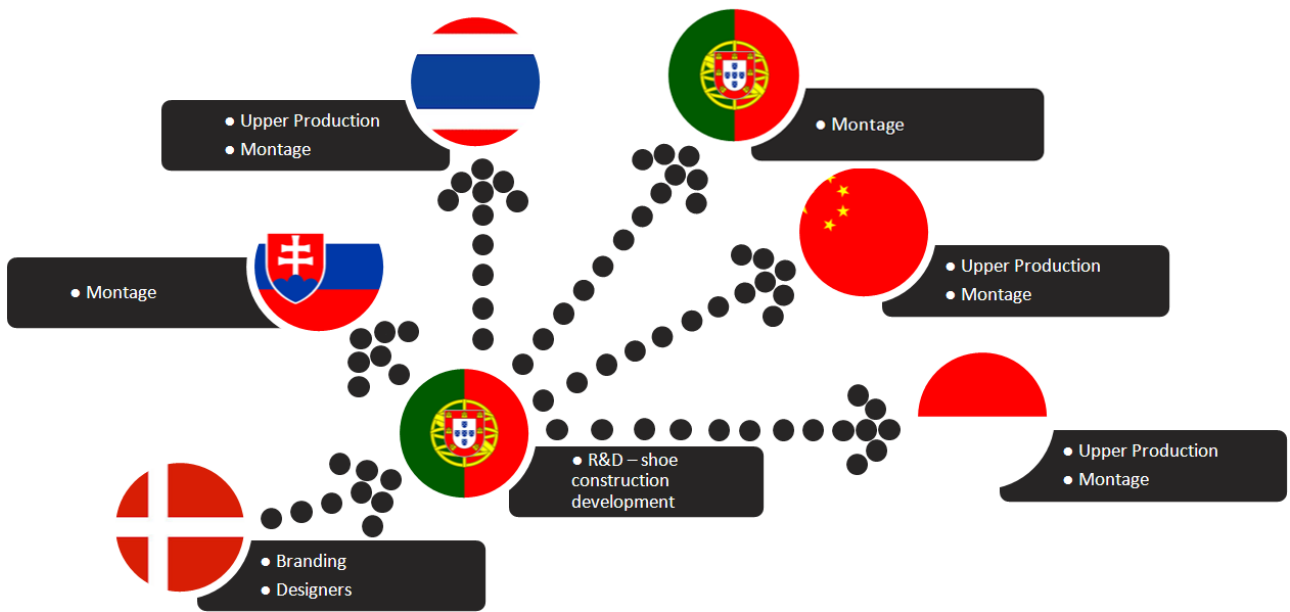 ● Upper Production
● Montage
● Montage
● Upper Production
● Montage
● Montage
● Upper Production
● Montage
● R&D – shoe
construction
development
● Branding
● Designers